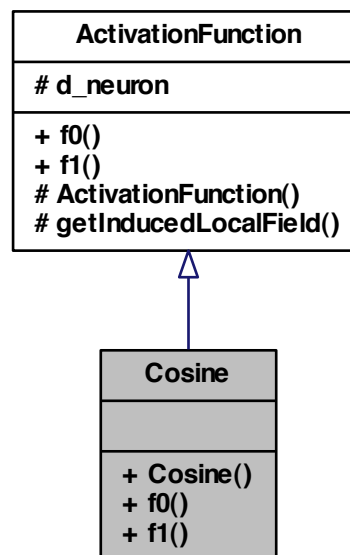 ActivationFunction
# d_neuron
+ f0()
+ f1()
# ActivationFunction()
# getInducedLocalField()
Cosine
+ Cosine()
+ f0()
+ f1()